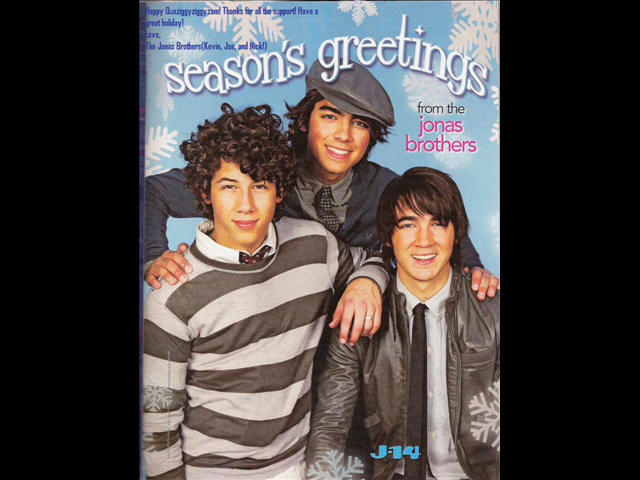 Happy Quiziggyziggyzam! Thanks for all the support! Have a
great holiday!
Love,
The Jonas Brothers(Kevin, Joe, and Nick!)
season's greetings
from the
jonas
brothers
J-14